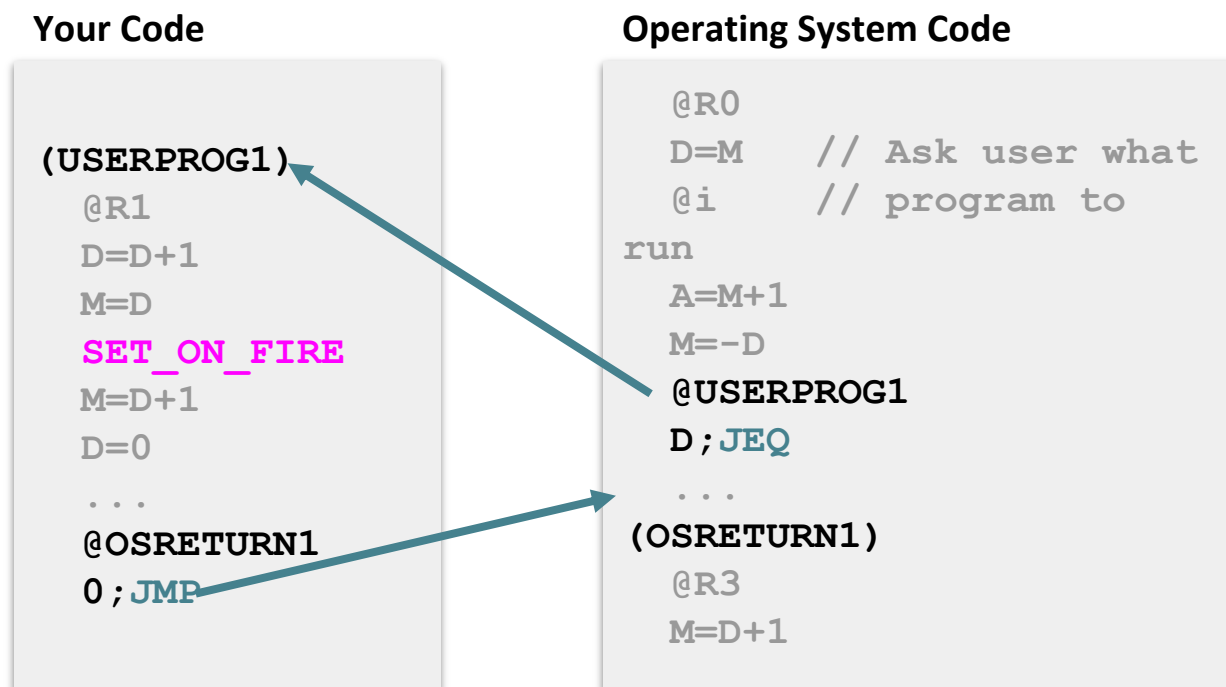 Your Code
(USERPROG1)
@R1
D=D+1
M=D
SET_ON_FIRE
M=D+1
D=0
...
@OSRETURN1
0;JMP
Operating System Code
@R0
D=M // Ask user what
@i // program to
run
A=M+1
M=-D
@USERPROG1
D;JEQ
...
(OSRETURN1)
@R3
M=D+1